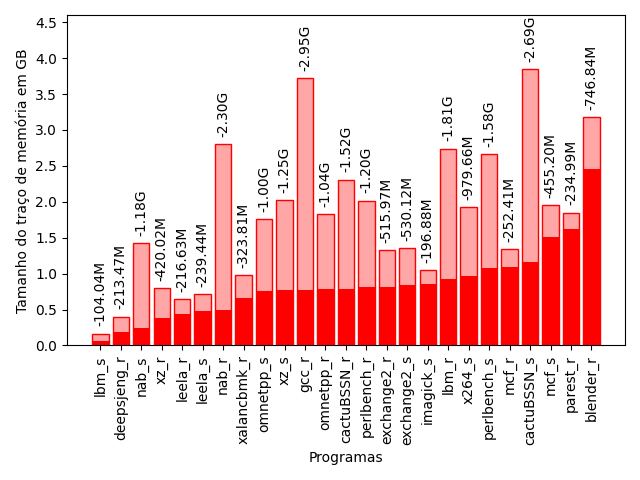 4.5
4.0
3.5
3.0
2.5
2.0
1.5
1.0
0.5
0.0
Tamanho do traço de memória em GB
-104.04M
-213.47M
-1.18G
-420.02M
-216.63M
-239.44M
-2.30G
-323.81M
-1.00G
-1.25G
-2.95G
-1.04G
-1.52G
-1.20G
-515.97M
-530.12M
-196.88M
-1.81G
-979.66M
-1.58G
-252.41M
-2.69G
-455.20M
-234.99M
-746.84M
lbm_s
deepsjeng_r
nab_s
xz_r
leela_r
leela_s
nab_r
xalancbmk_r
omnetpp_s
xz_s
gcc_r
omnetpp_r
cactuBSSN_r
perlbench_r
exchange2_r
exchange2_s
imagick_s
lbm_r
x264_s
perlbench_s
mcf_r
cactuBSSN_s
mcf_s
parest_r
blender_r
Programas